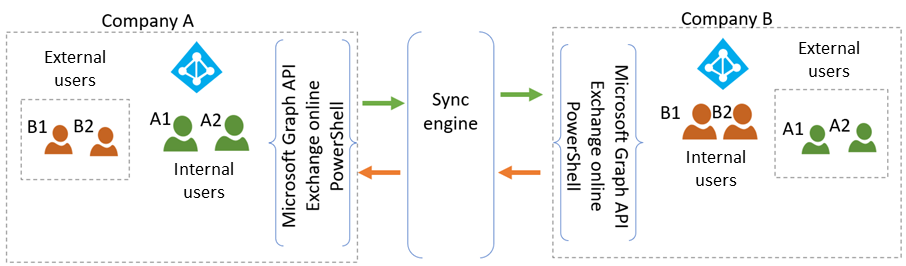 Company A
External
users
B1
B2
A1
A2
Internal
users
Microsoft Graph API
Exchange online
PowerShell
Sync
engine
Company B
Microsoft Graph API
Exchange online
PowerShell
B1
B2
Internal
users
External
users
A1
A2